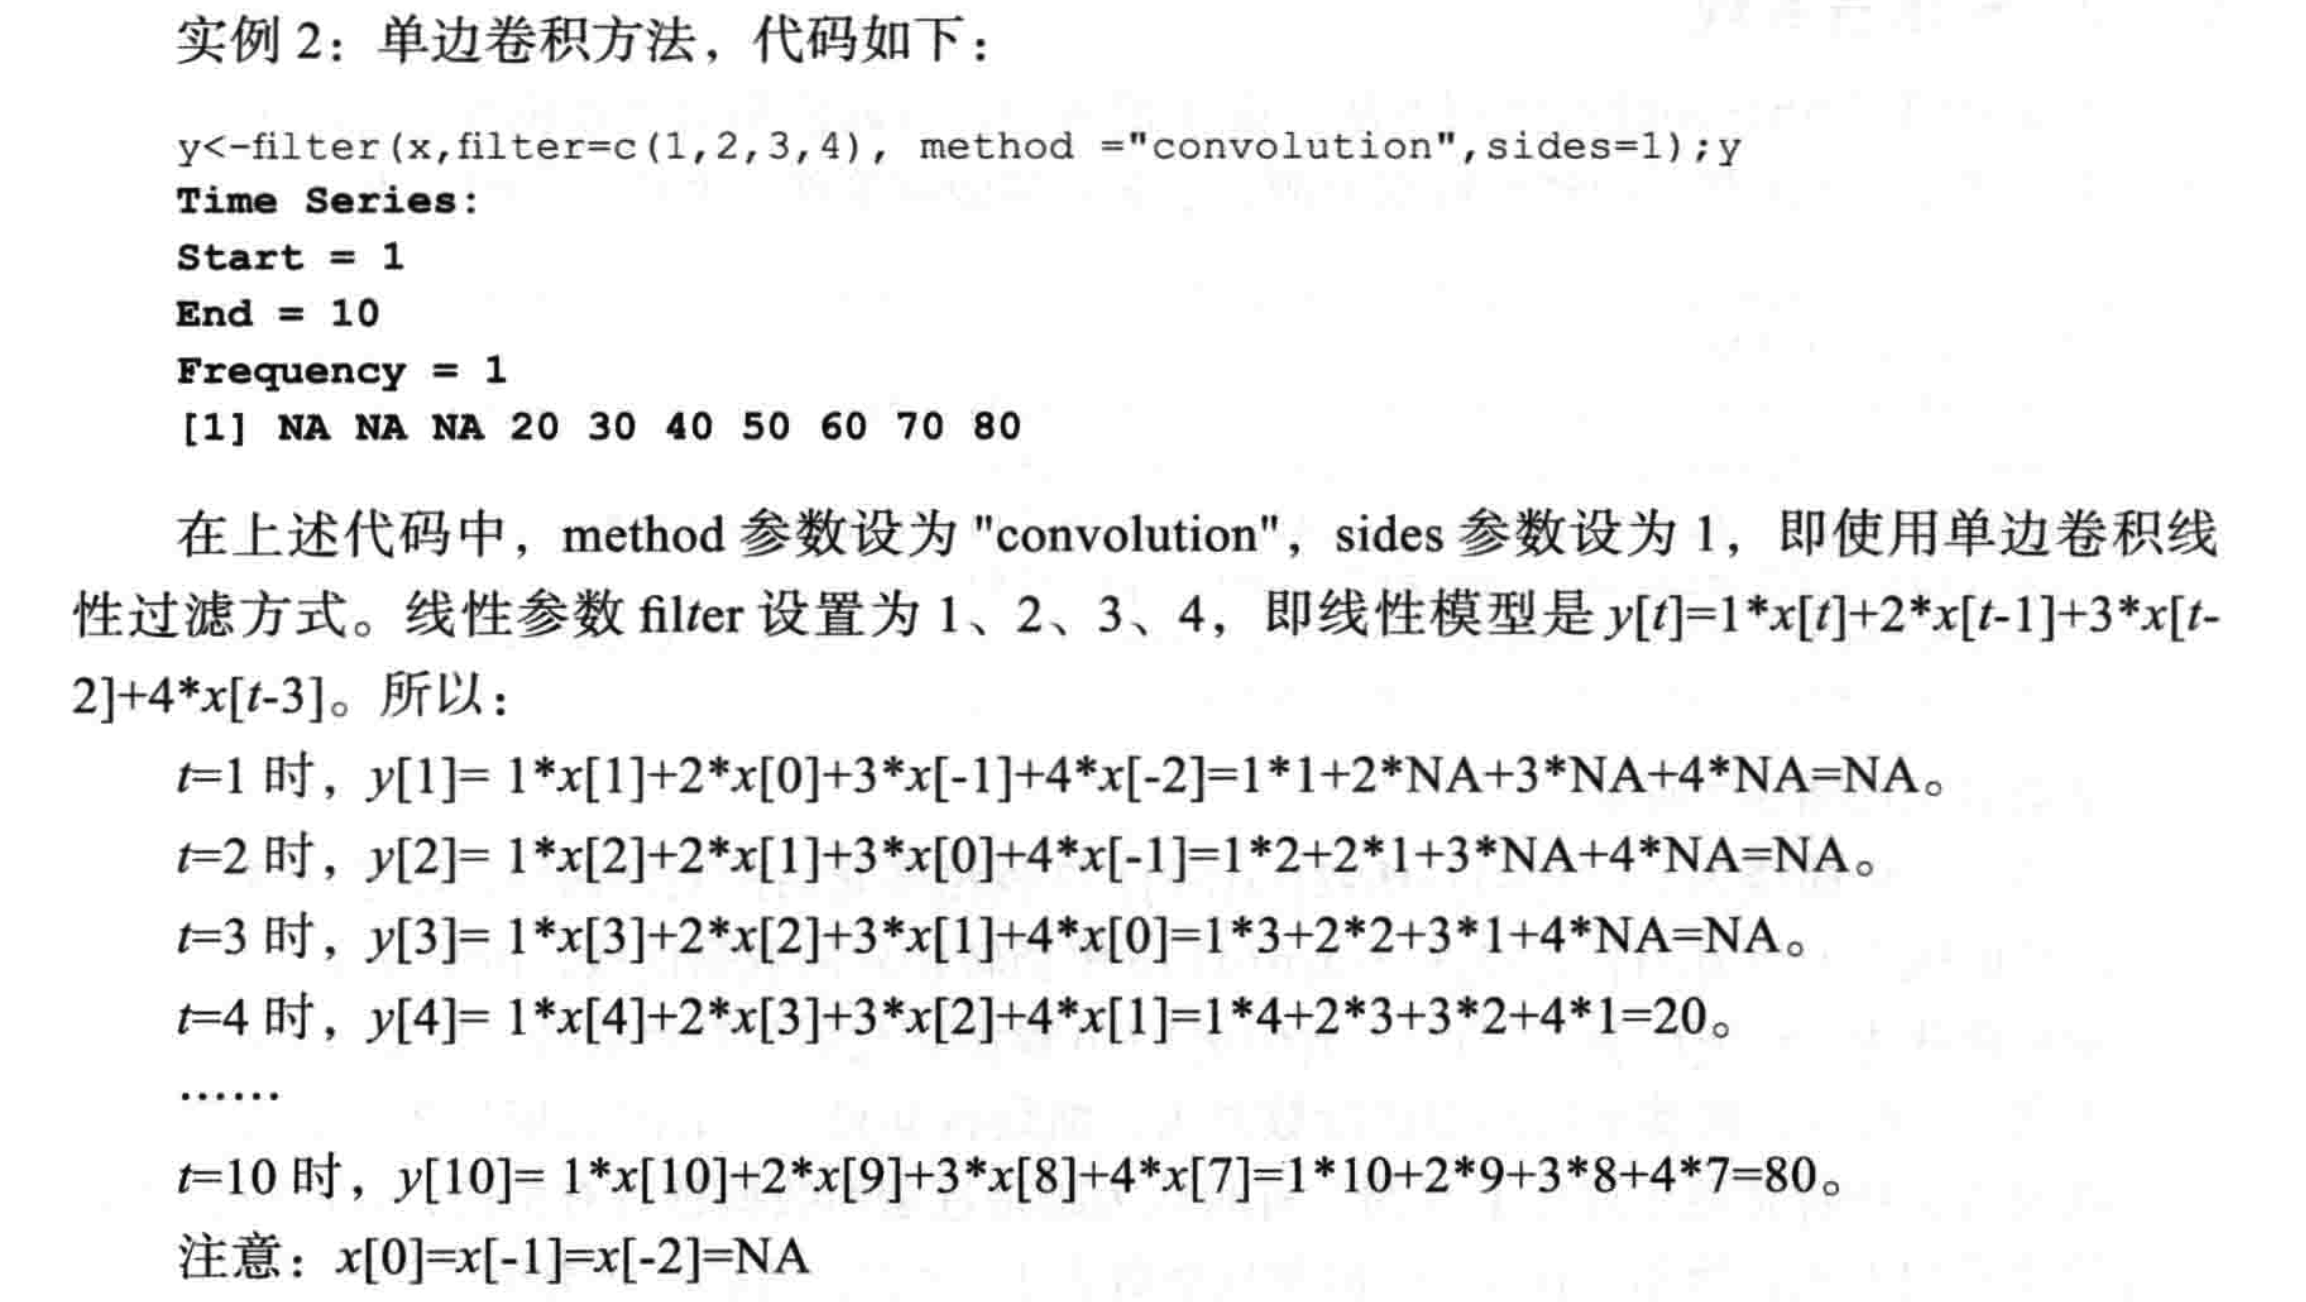 实例 2：单边卷积方法，代码如下：
y<-filter(x,filter=c(1,2,3,4), method ="convolution",sides=1);y
Time Series:
Start = 1
End = 10
Frequency = 1
[1] NA NA NA 20 30 40 50 60 70 80
在上述代码中，method 参数设为 "convolution"，sides 参数设为 1，即使用单边卷积线
性过滤方式。线性参数 filter 设置为 1、2、3、4，即线性模型是 y[t]=1*x[t]+2*x[t-1]+3*x[t-
2]+4*x[t-3]。所以：
t=1 时，y[1]= 1*x[1]+2*x[0]+3*x[-1]+4*x[-2]=1*1+2*NA+3*NA+4*NA=NA。
t=2 时，y[2]= 1*x[2]+2*x[1]+3*x[0]+4*x[-1]=1*2+2*1+3*NA+4*NA=NA。
t=3 时，y[3]= 1*x[3]+2*x[2]+3*x[1]+4*x[0]=1*3+2*2+3*1+4*NA=NA。
t=4 时，y[4]= 1*x[4]+2*x[3]+3*x[2]+4*x[1]=1*4+2*3+3*2+4*1=20。
……
t=10 时，y[10]= 1*x[10]+2*x[9]+3*x[8]+4*x[7]=1*10+2*9+3*8+4*7=80。
注意：x[0]=x[-1]=x[-2]=NA